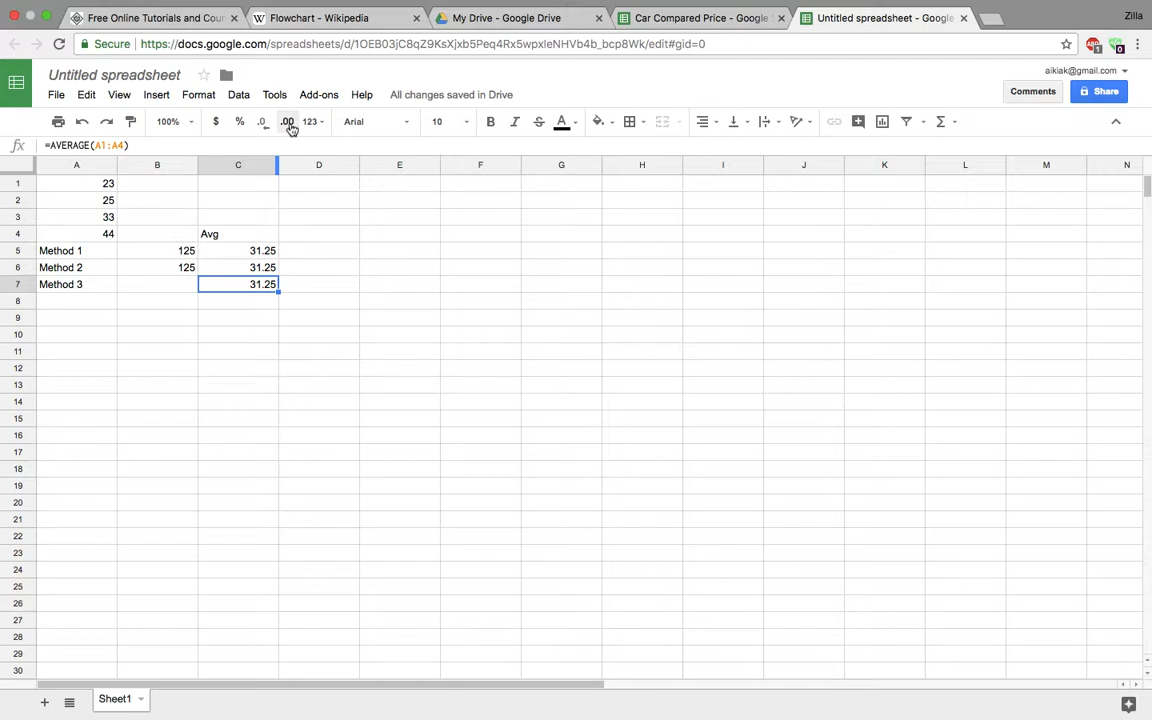 Free Online Tutorials and Cour
Flowchart - Wikipedia
My Drive - Google Drive
Car Compared Price - Google S
Untitled spreadsheet - Google
Zilla
Secure
https://docs.google.com/spreadsheets/d/1OEB03jC8qZ9KsXjxb5Peq4Rx5wpxleNHVb4b_bcp8Wk/edit#gid=0
Untitled spreadsheet
aikiak@gmail.com
File Edit View Insert Format Data Tools Add-ons Help All changes saved in Drive
Comments
Share
100% $ % .0 .00 123 Arial 10 B I S A Σ
fx =AVERAGE(A1:A4)
A B C D E F G H I J K L M N
1 23
2 25
3 33
4 44 Avg
5 Method 1 125 31.25
6 Method 2 125 31.25
7 Method 3 31.25
8
9
10
11
12
13
14
15
16
17
18
19
20
21
22
23
24
25
26
27
28
29
30
Sheet1